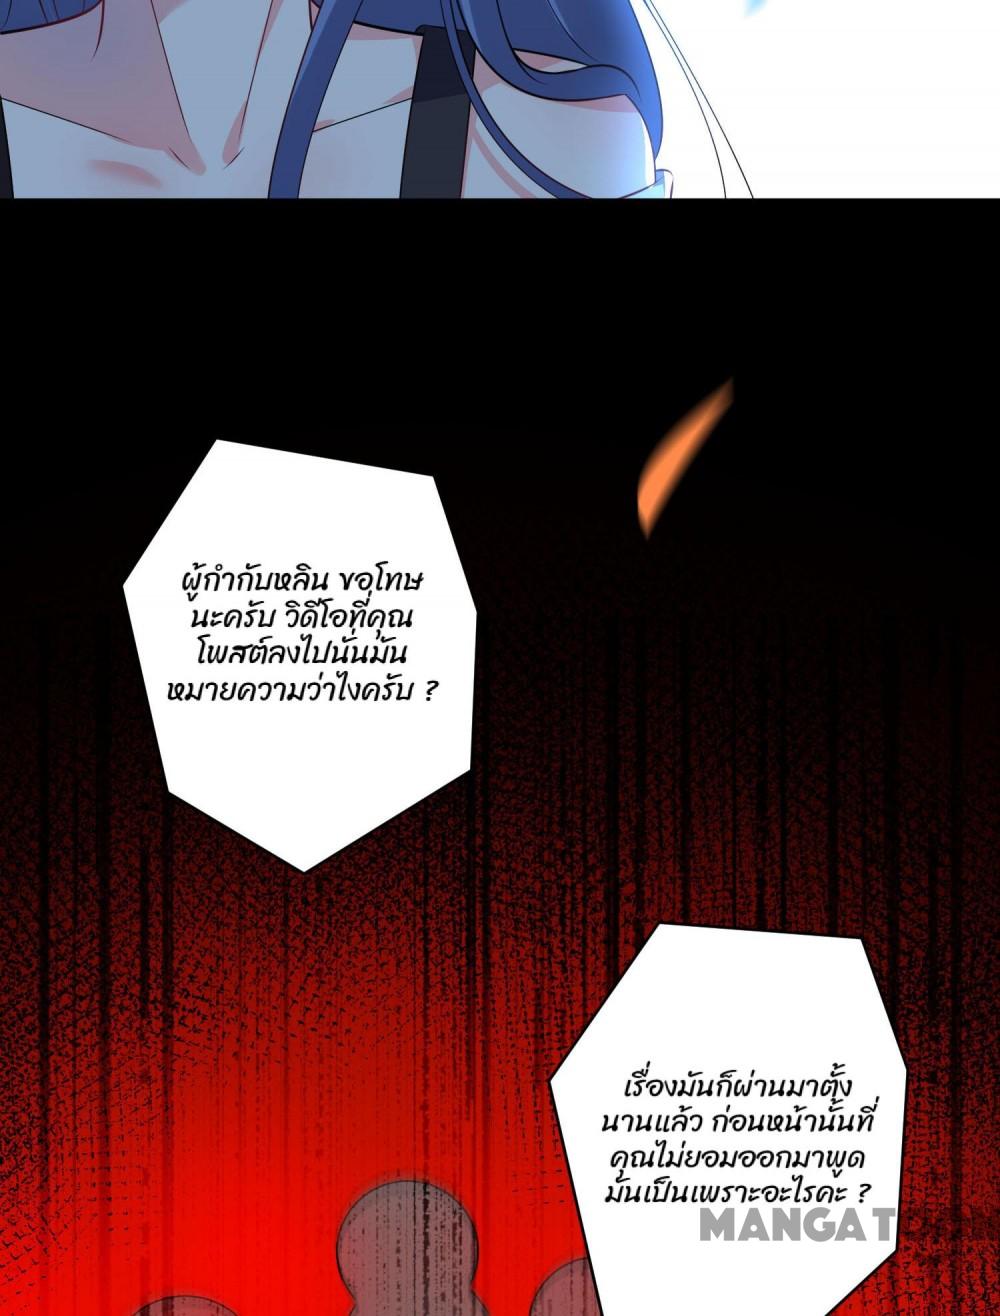 ผู้กำกับหลิน ขอโทษ
นะครับ วิดีโอที่คุณ
โพสต์ลงไปนั่นมัน
หมายความว่าไงครับ ?
เรื่องมันก็ผ่านมาตั้ง
นานแล้ว ก่อนหน้านั้นที่
คุณไม่ยอมออกมาพูด
มันเป็นเพราะอะไรคะ ?
MANGAT